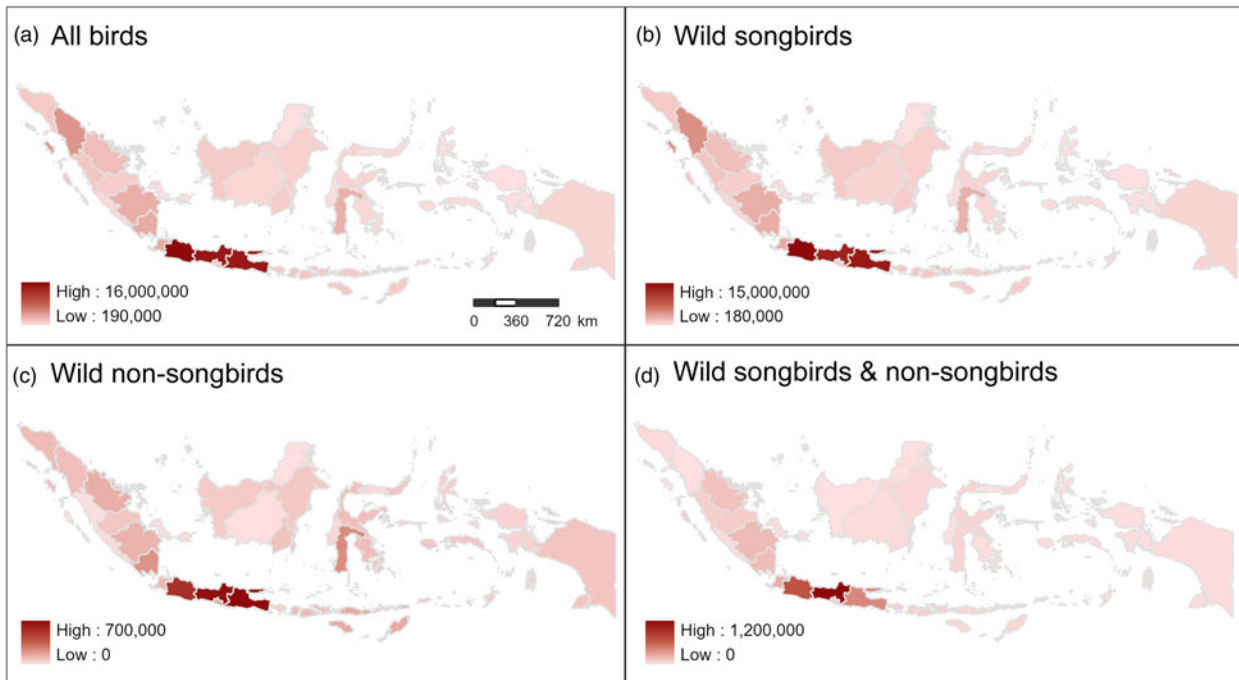 (a) All birds
High : 16,000,000
Low : 190,000
0 360 720 km
(b) Wild songbirds
High : 15,000,000
Low : 180,000
(c) Wild non-songbirds
High : 700,000
Low : 0
(d) Wild songbirds & non-songbirds
High : 1,200,000
Low : 0